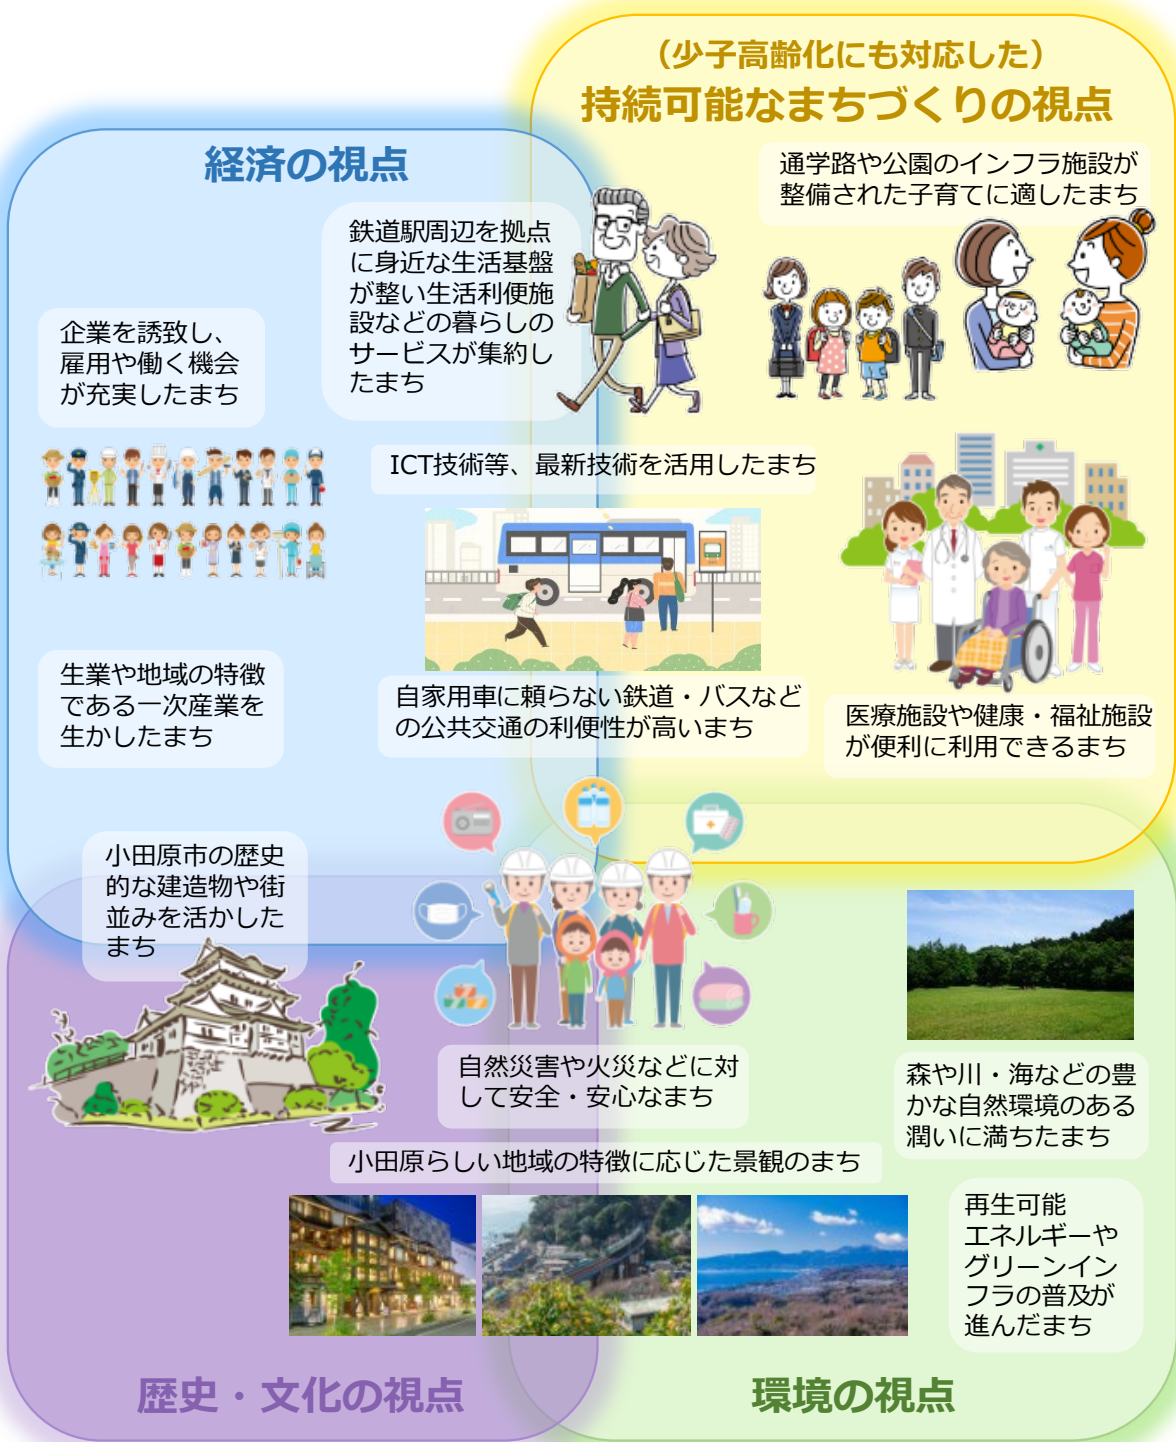 （少子高齢化にも対応した）
持続可能なまちづくりの視点
経済の視点
通学路や公園のインフラ施設が
整備された子育てに適したまち
鉄道駅周辺を拠点
に身近な生活基盤
が整い生活利便施
設などの暮らしの
サービスが集約し
たまち
企業を誘致し、
雇用や働く機会
が充実したまち
ICT技術等、最新技術を活用したまち
生業や地域の特徴
である一次産業を
生かしたまち
自家用車に頼らない鉄道・バスなど
の公共交通の利便性が高いまち
医療施設や健康・福祉施設
が便利に利用できるまち
小田原市の歴史
的な建造物や街
並みを活かした
まち
自然災害や火災などに対
して安全・安心なまち
森や川・海などの豊
かな自然環境のある
潤いに満ちたまち
小田原らしい地域の特徴に応じた景観のまち
再生可能
エネルギーや
グリーンイン
フラの普及が
進んだまち
歴史・文化の視点
環境の視点